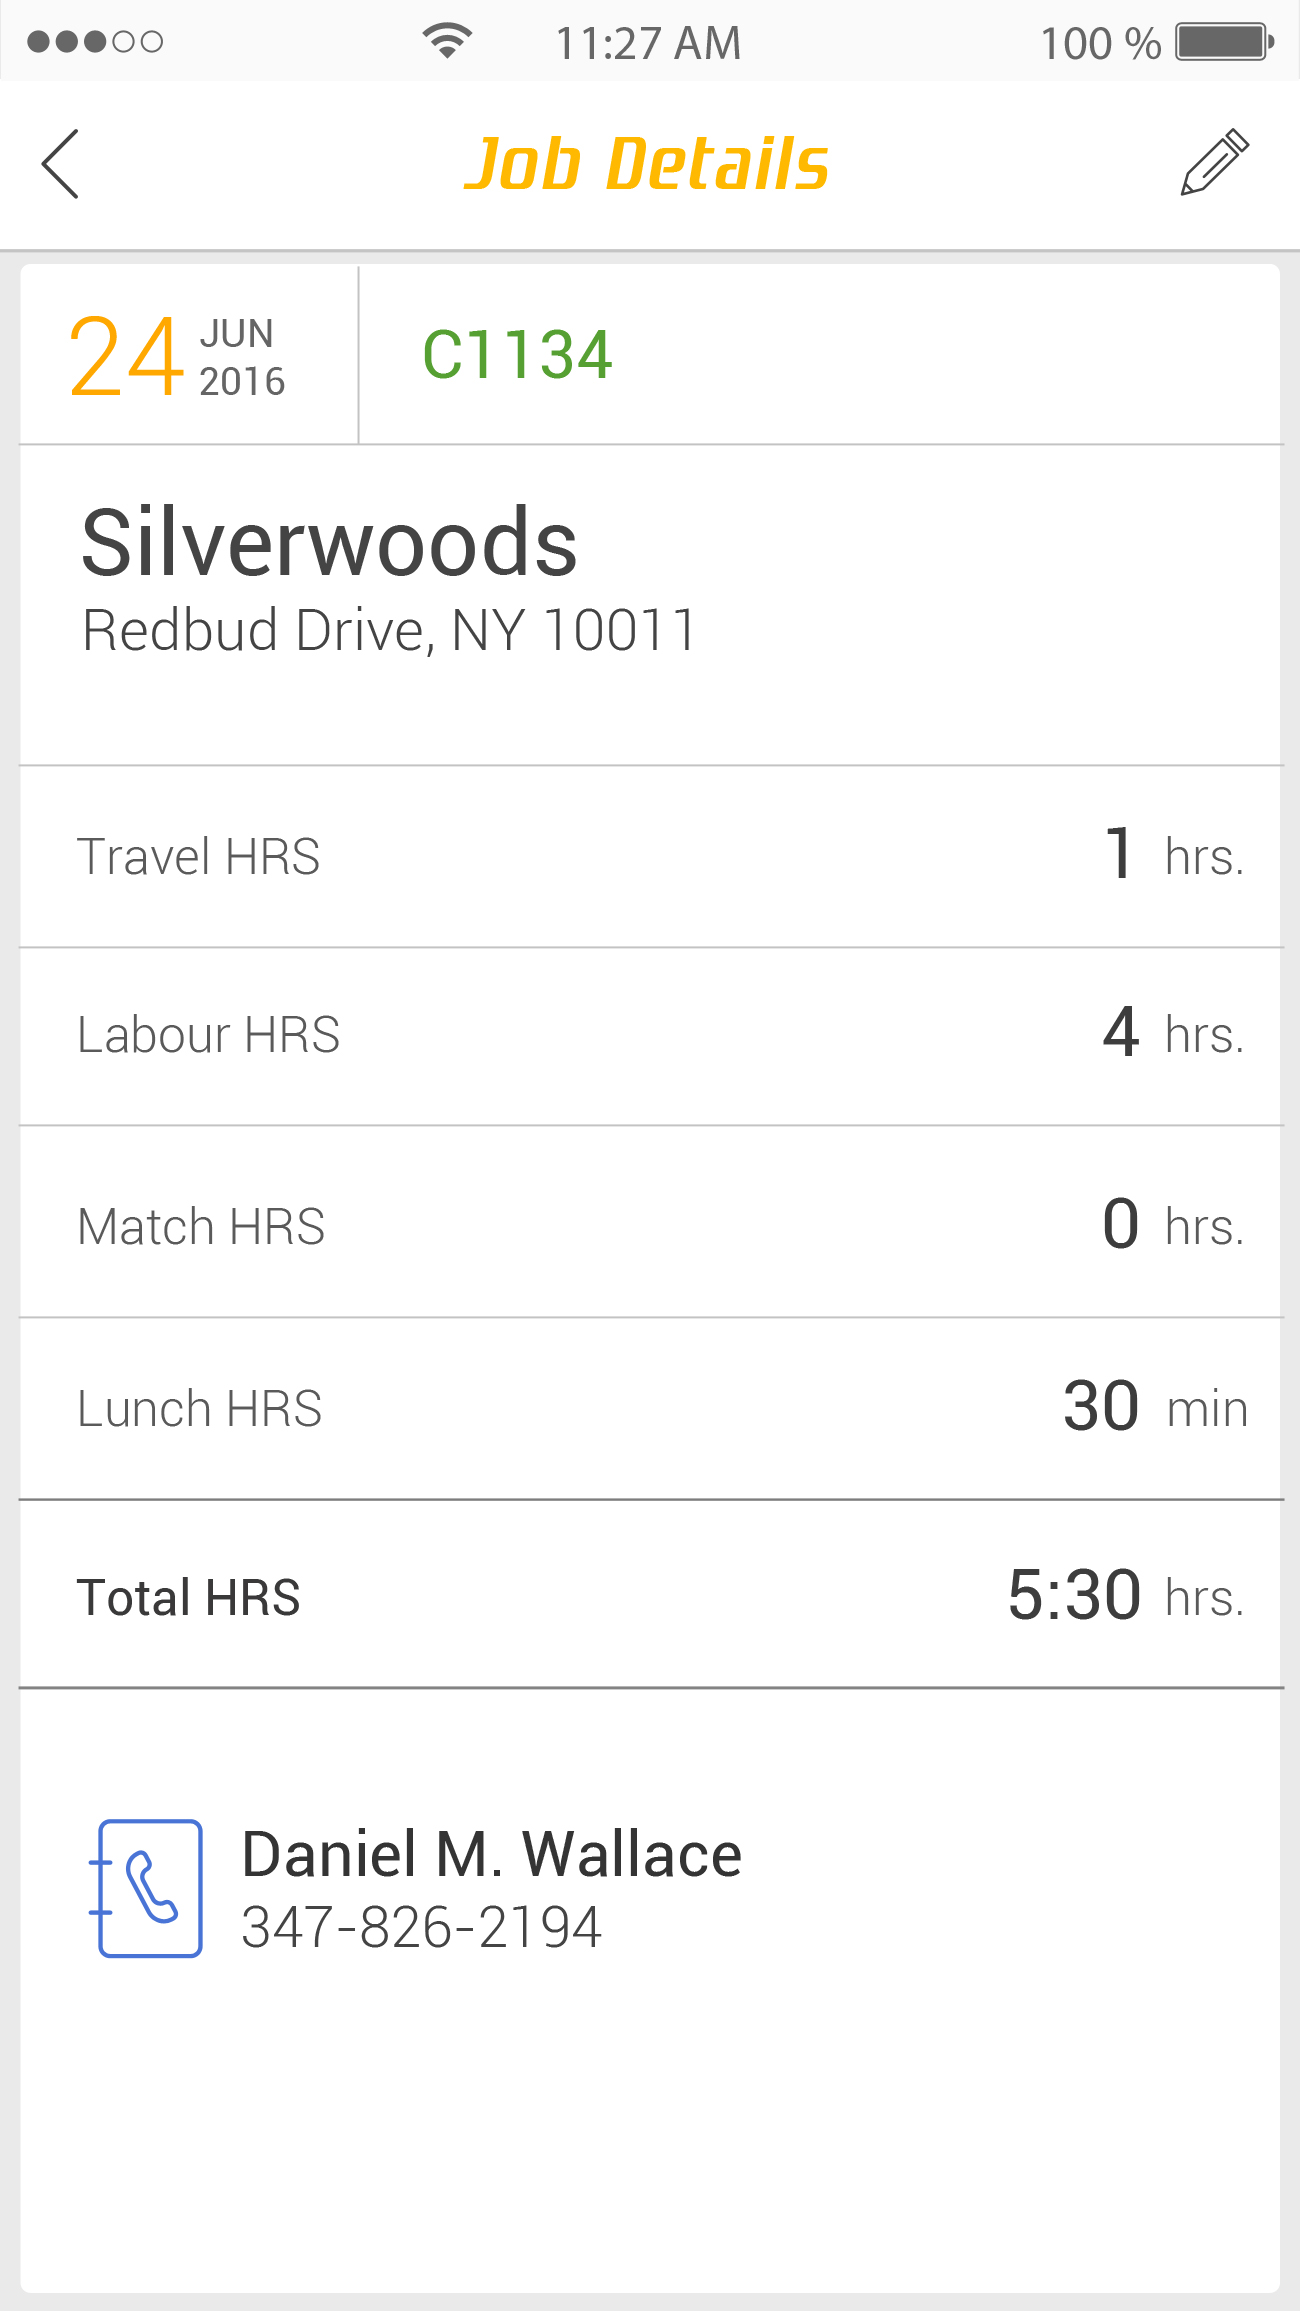 11:27 AM
100 %
Job Details
24
JUN
2016
C1134
Silverwoods
Redbud Drive, NY 10011
Travel HRS 1 hrs.
Labour HRS 4 hrs.
Match HRS 0 hrs.
Lunch HRS 30 min
Total HRS 5:30 hrs.
Daniel M. Wallace
347-826-2194